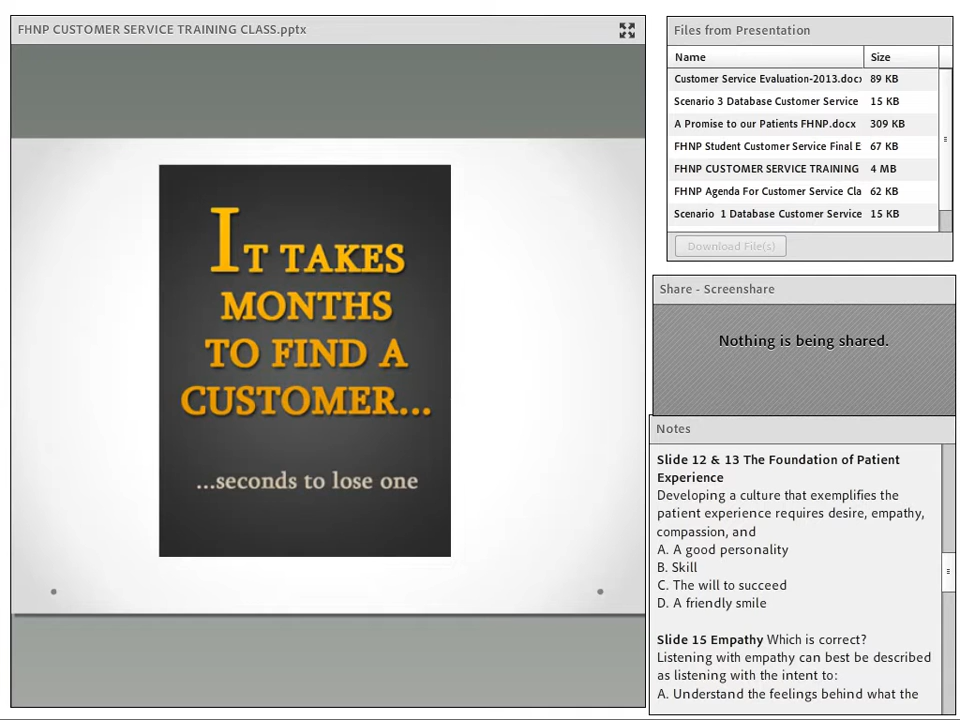 FHNP CUSTOMER SERVICE TRAINING CLASS.pptx
IT TAKES
MONTHS
TO FIND A
CUSTOMER...
...seconds to lose one
Files from Presentation
Name Size
Customer Service Evaluation-2013.docx 89 KB
Scenario 3 Database Customer Service 15 KB
A Promise to our Patients FHNP.docx 309 KB
FHNP Student Customer Service Final E 67 KB
FHNP CUSTOMER SERVICE TRAINING 4 MB
FHNP Agenda For Customer Service Cla 62 KB
Scenario 1 Database Customer Service 15 KB
Download File(s)
Share - Screenshare
Nothing is being shared.
Notes
Slide 12 & 13 The Foundation of Patient
Experience
Developing a culture that exemplifies the
patient experience requires desire, empathy,
compassion, and
A. A good personality
B. Skill
C. The will to succeed
D. A friendly smile
Slide 15 Empathy Which is correct?
Listening with empathy can best be described
as listening with the intent to:
A. Understand the feelings behind what the